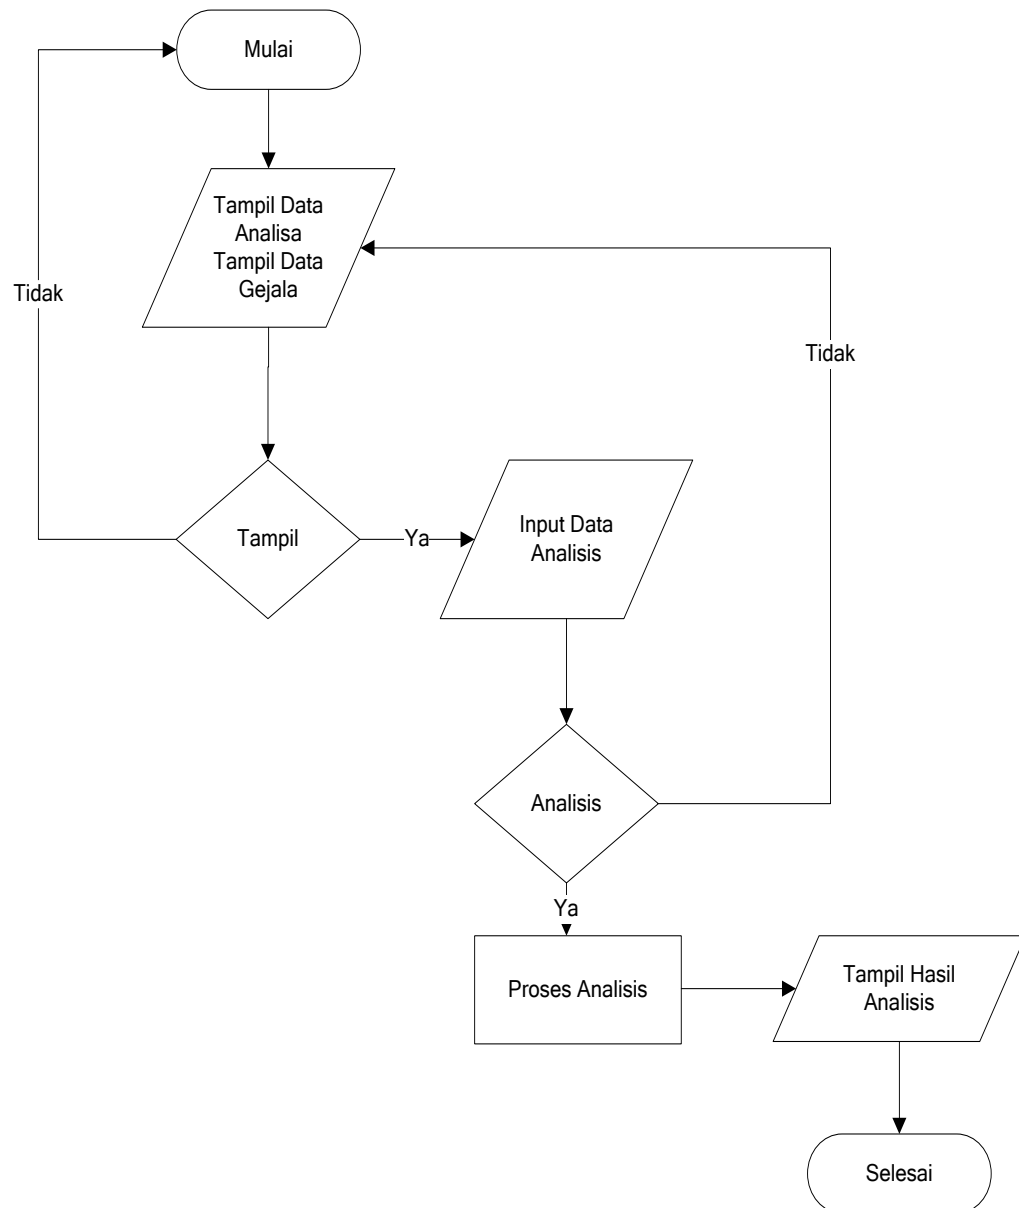 Mulai
Tampil Data
Analisa
Tampil Data
Gejala
Tidak
Tidak
Tampil
Ya
Input Data
Analisis
Analisis
Ya
Proses Analisis
Tampil Hasil
Analisis
Selesai